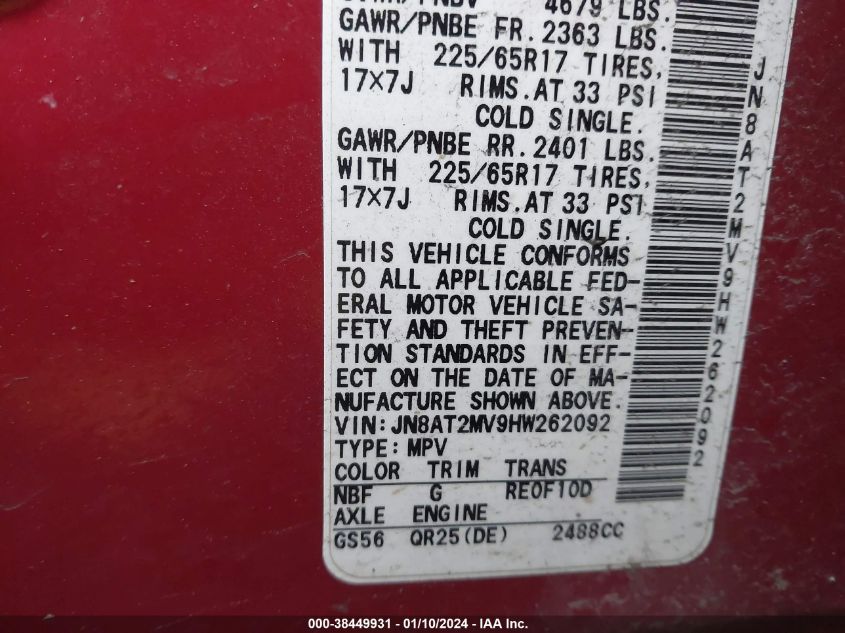 4679 LBS.
GAWR/PNBE FR. 2363 LBS.
WITH 225/65R17 TIRES,
17X7J RIMS. AT 33 PSI
COLD SINGLE.
GAWR/PNBE RR. 2401 LBS.
WITH 225/65R17 TIRES,
17X7J RIMS. AT 33 PSI
COLD SINGLE.
THIS VEHICLE CONFORMS
TO ALL APPLICABLE FED-
ERAL MOTOR VEHICLE SA-
FETY AND THEFT PREVEN-
TION STANDARDS IN EFF-
ECT ON THE DATE OF MA-
NUFACTURE SHOWN ABOVE.
VIN:JN8AT2MV9HW262092
TYPE:MPV
COLOR TRIM TRANS
NBF G RE0F10D
AXLE ENGINE
GS56 QR25(DE) 2488CC
JN8AT2MV9HW262092
000-38449931 - 01/10/2024 - IAA Inc.